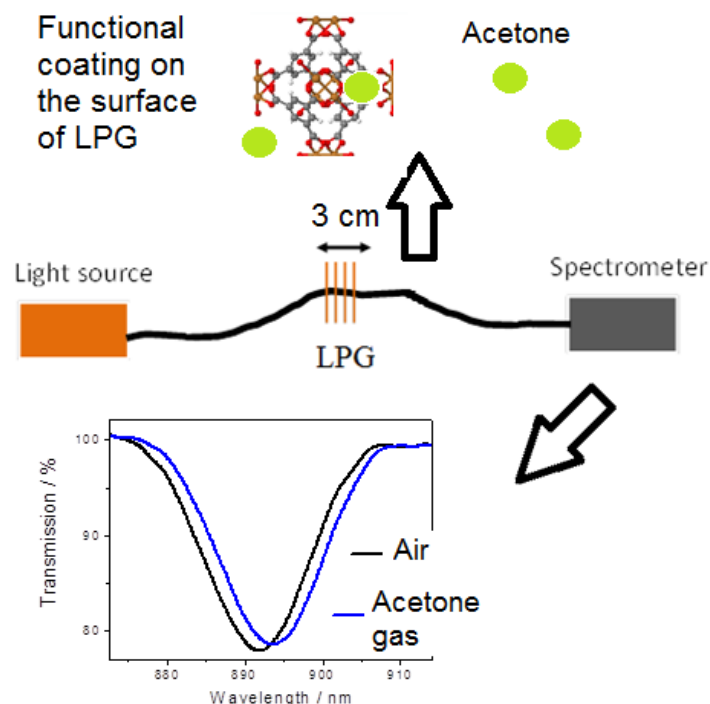 Functional
coating on
the surface
of LPG
Acetone
3 cm
Light source
Spectrometer
LPG
100
90
80
Transmission / %
Air
Acetone
gas
880 890 900 910
Wavelength / nm